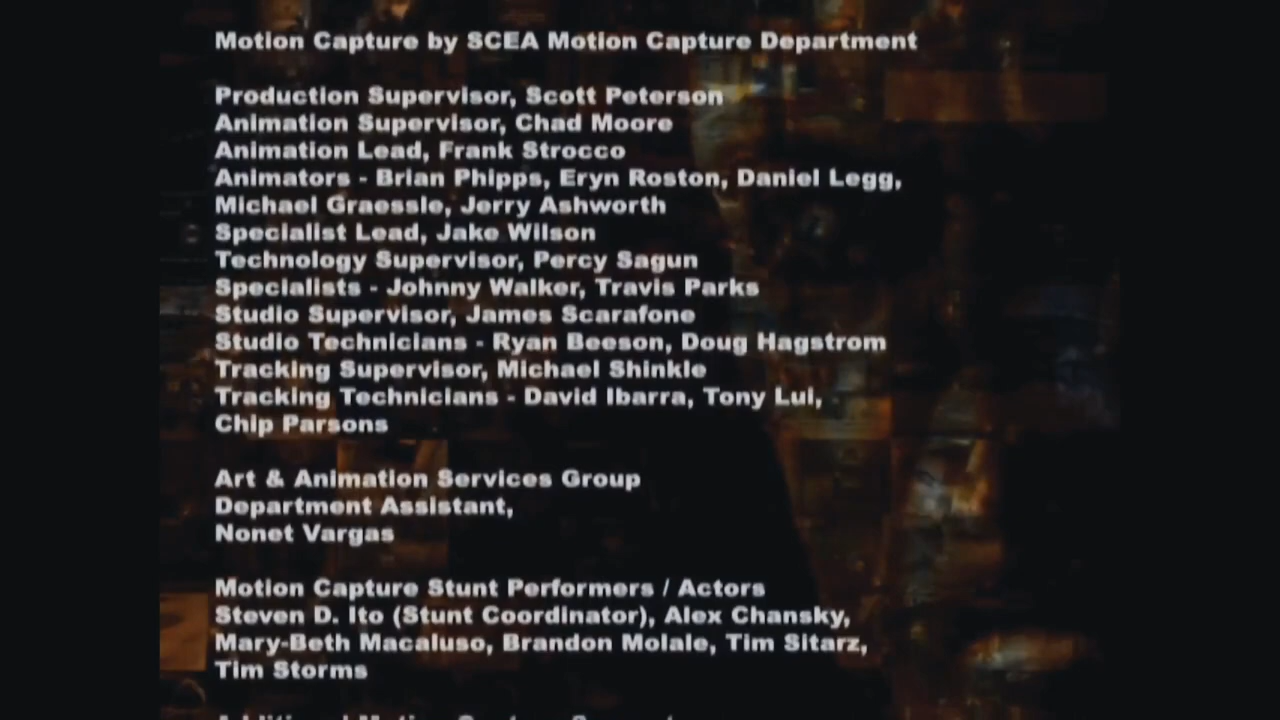 Motion Capture by SCEA Motion Capture Department
Production Supervisor, Scott Peterson
Animation Supervisor, Chad Moore
Animation Lead, Frank Strocco
Animators - Brian Phipps, Eryn Roston, Daniel Legg,
Michael Graessle, Jerry Ashworth
Specialist Lead, Jake Wilson
Technology Supervisor, Percy Sagun
Specialists - Johnny Walker, Travis Parks
Studio Supervisor, James Scarafone
Studio Technicians - Ryan Beeson, Doug Hagstrom
Tracking Supervisor, Michael Shinkle
Tracking Technicians - David Ibarra, Tony Lui,
Chip Parsons
Art & Animation Services Group
Department Assistant,
Nonet Vargas
Motion Capture Stunt Performers / Actors
Steven D. Ito (Stunt Coordinator), Alex Chansky,
Mary-Beth Macaluso, Brandon Molale, Tim Sitarz,
Tim Storms